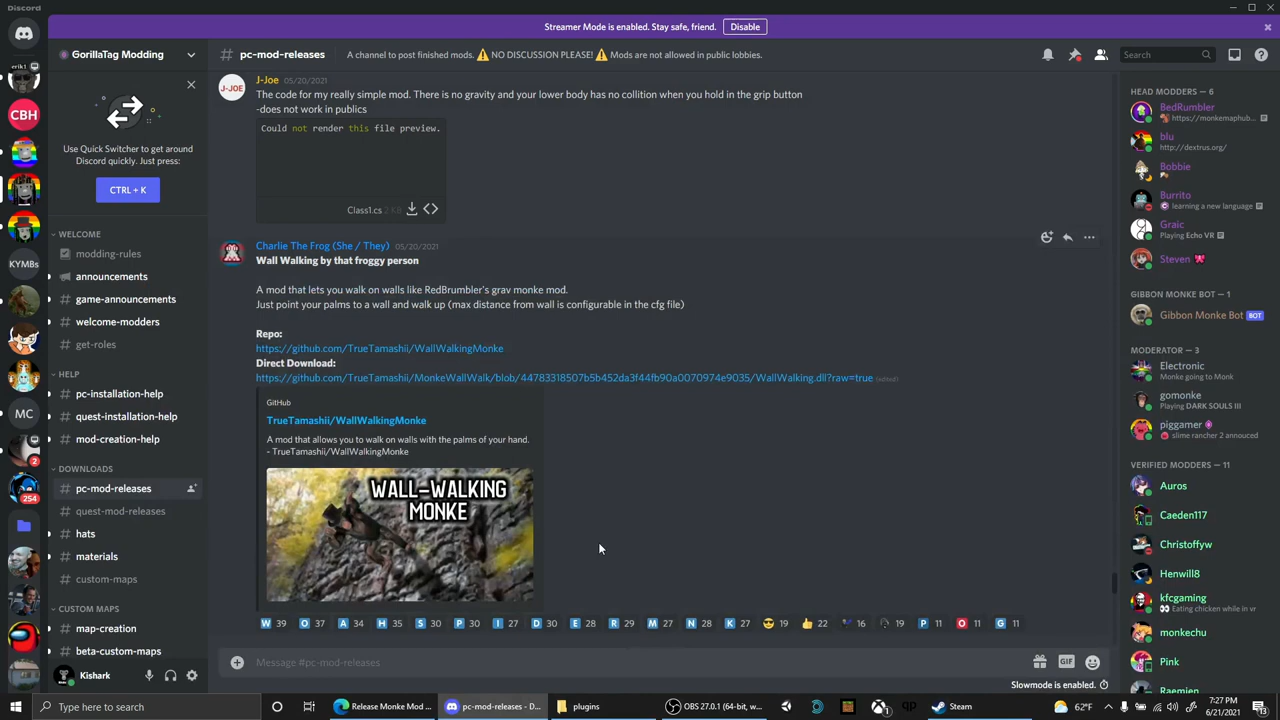 Discord
Streamer Mode is enabled. Stay safe, friend. Disable
GorillaTag Modding
# pc-mod-releases
A channel to post finished mods. ⚠ NO DISCUSSION PLEASE! ⚠ Mods are not allowed in public lobbies.
Search
erik1
CBH
KYMBs
MC
2
254
Use Quick Switcher to get
around Discord quickly. Just press:
CTRL + K
WELCOME
modding-rules
announcements
game-announcements
welcome-modders
get-roles
HELP
pc-installation-help
quest-installation-help
mod-creation-help
DOWNLOADS
pc-mod-releases
quest-mod-releases
hats
materials
custom-maps
CUSTOM MAPS
map-creation
beta-custom-maps
Kishark
J-JOE
J-Joe 05/20/2021
The code for my really simple mod. There is no gravity and your lower body has no collition when you hold in the grip button
-does not work in publics
Could not render this file preview.
Class1.cs 2 KB
Charlie The Frog (She / They) 05/20/2021
Wall Walking by that froggy person
A mod that lets you walk on walls like RedBrumbler's grav monke mod.
Just point your palms to a wall and walk up (max distance from wall is configurable in the cfg file)
Repo:
https://github.com/TrueTamashii/WallWalkingMonke
Direct Download:
https://github.com/TrueTamashii/MonkeWallWalk/blob/44783318507b5b452da3f44fb90a0070974e9035/WallWalking.dll?raw=true (edited)
GitHub
TrueTamashii/WallWalkingMonke
A mod that allows you to walk on walls with the palms of your hand.
- TrueTamashii/WallWalkingMonke
WALL-WALKING
MONKE
W 39 O 37 A 34 H 35 S 30 P 30 I 27 D 30 E 28 R 29 M 27 N 28 K 27 19 22 16 19 P 11 O 11 G 11
Message #pc-mod-releases
GIF
Slowmode is enabled.
HEAD MODDERS — 6
BedRumbler
https://monkemaphub...
blu
http://dextrus.org/
Bobbie
Burrito
learning a new language
Graic
Playing Echo VR
Steven
GIBBON MONKE BOT — 1
Gibbon Monke Bot BOT
MODERATOR — 3
Electronic
Monke going to Monk
gomonke
Playing DARK SOULS III
piggamer
slime rancher 2 annouced
VERIFIED MODDERS — 11
Auros
Caeden117
Christoffyw
Henwill8
kfcgaming
Eating chicken while in vr
monkechu
Pink
Raemien
Type here to search
Release Monke Mod ...
pc-mod-releases - D...
plugins
OBS 27.0.1 (64-bit, w...
Steam
62°F
7:27 PM
6/21/2021